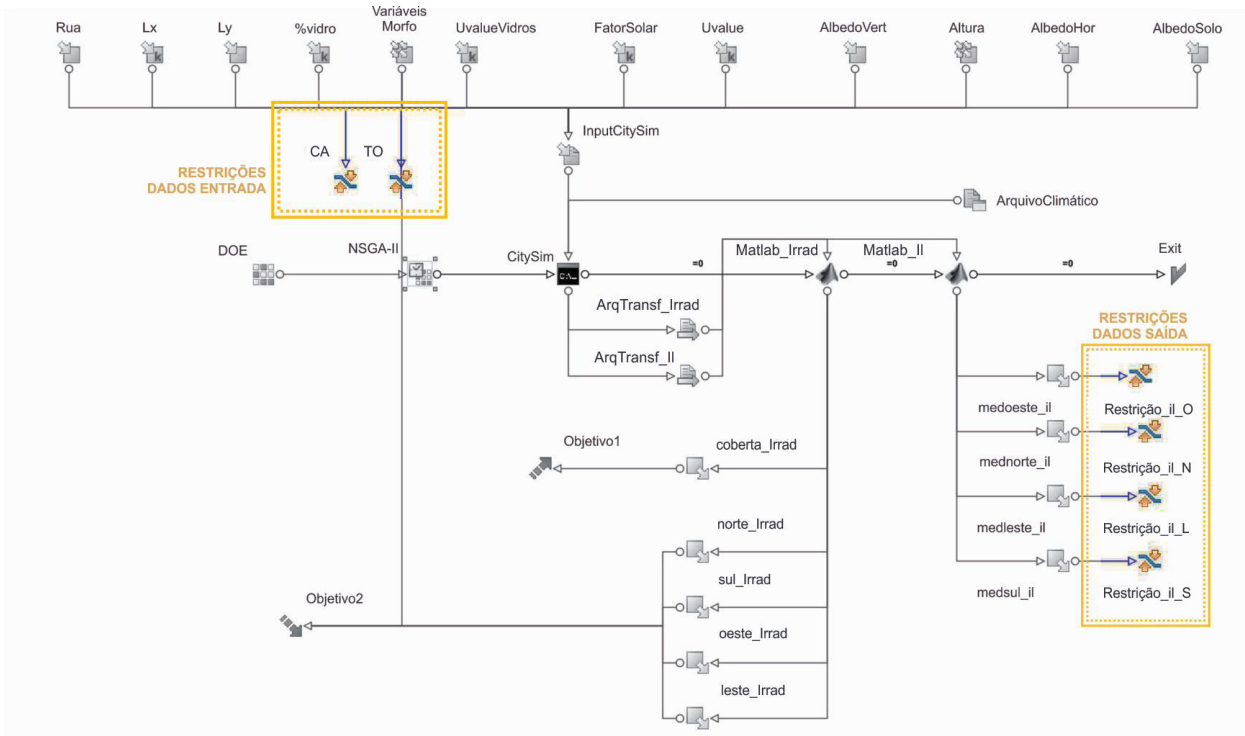 Rua
Lx
Ly
%vidro
Variáveis
Morfo
UvalueVidros
FatorSolar
Uvalue
AlbedoVert
Altura
AlbedoHor
AlbedoSolo
k
k
k
k
k
InputCitySim
CA
TO
RESTRIÇÕES
DADOS ENTRADA
ArquivoClimático
DOE
NSGA-II
CitySim
=0
Matlab_Irrad
=0
Matlab_Il
=0
Exit
ArqTransf_Irrad
ArqTransf_Il
RESTRIÇÕES
DADOS SAÍDA
medoeste_il
Restrição_il_O
mednorte_il
Restrição_il_N
medleste_il
Restrição_il_L
medsul_il
Restrição_il_S
Objetivo1
coberta_Irrad
norte_Irrad
sul_Irrad
oeste_Irrad
leste_Irrad
Objetivo2